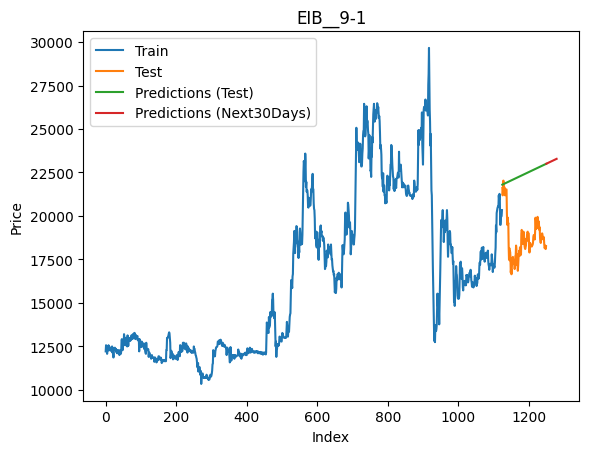 EIB__9-1
Train
Test
Predictions (Test)
Predictions (Next30Days)
Price
30000
27500
25000
22500
20000
17500
15000
12500
10000
0 200 400 600 800 1000 1200
Index